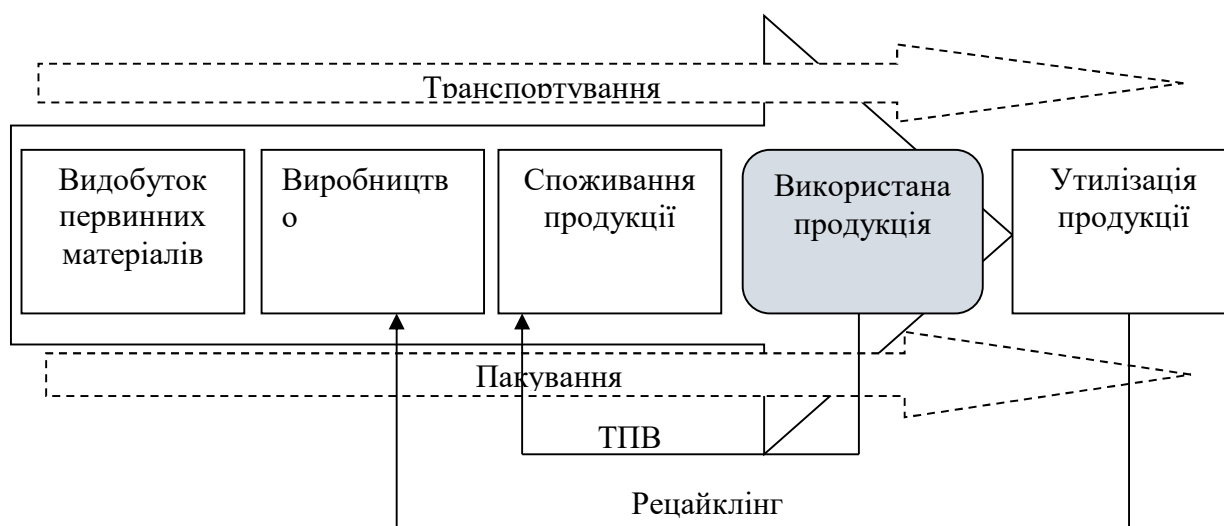 Транспортування
Видобуток
первинних
матеріалів
Виробництв
о
Споживання
продукції
Використана
продукція
Утилізація
продукції
Пакування
ТПВ
Рецайклінг